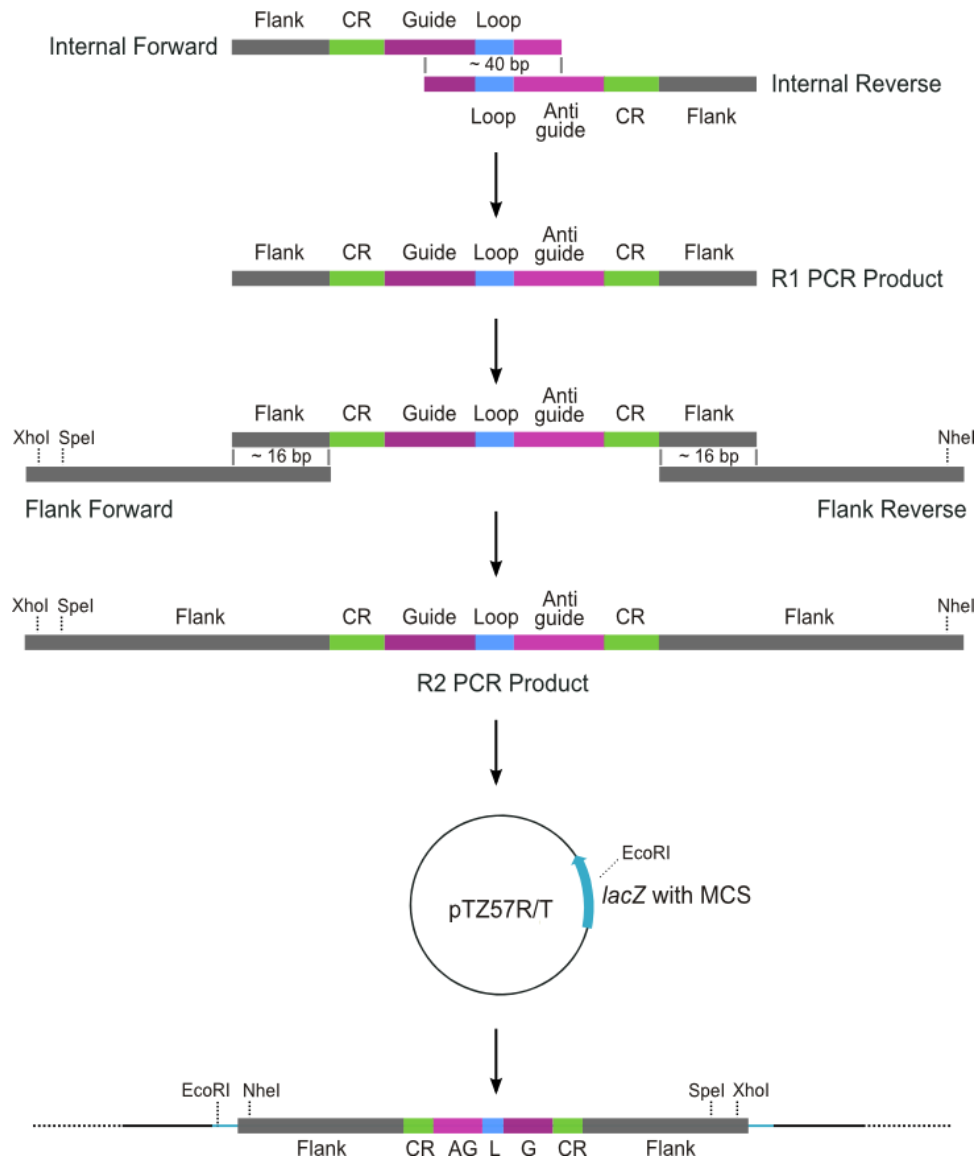 Flank CR Guide Loop
Internal Forward
~ 40 bp
Internal Reverse
Loop Anti guide CR Flank
Flank CR Guide Loop Anti guide CR Flank
R1 PCR Product
Flank CR Guide Loop Anti guide CR Flank
XhoI SpeI NheI
~ 16 bp ~ 16 bp
Flank Forward Flank Reverse
XhoI SpeI Flank CR Guide Loop Anti guide CR Flank NheI
R2 PCR Product
EcoRI
lacZ with MCS
pTZ57R/T
EcoRI NheI SpeI XhoI
Flank CR AG L G CR Flank